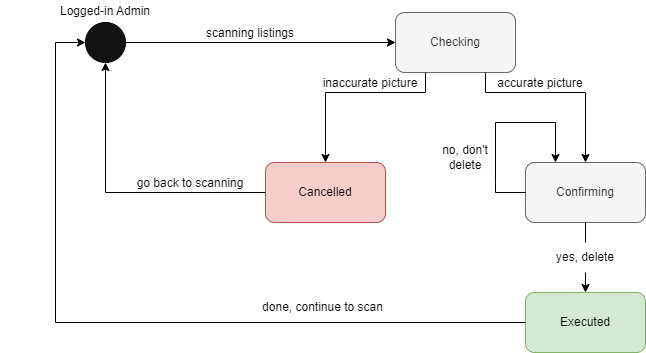 Logged-in Admin
scanning listings
Checking
inaccurate picture
accurate picture
no, don't
delete
go back to scanning
Cancelled
Confirming
yes, delete
done, continue to scan
Executed